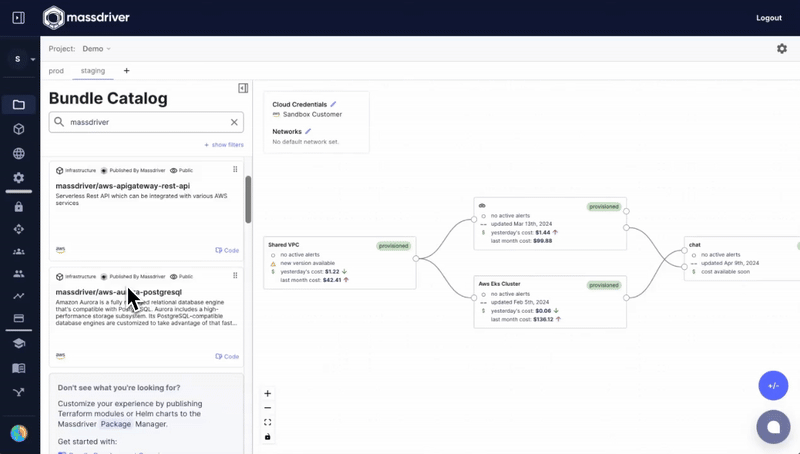 massdriver
Logout
S
Project: Demo
prod
staging
+
Bundle Catalog
massdriver
+ show filters
Infrastructure Published By Massdriver Public
massdriver/aws-apigateway-rest-api
Serverless Rest API which can be integrated with various AWS
services
aws
Code
Infrastructure Published By Massdriver Public
massdriver/aws-au a-postgresql
Amazon Aurora is a fully relational database engine
that's compatible with PostgreSQL. Aurora includes a high-
performance storage subsystem. Its PostgreSQL-compatible
database engines are customized to take advantage of that fast...
aws
Code
Don't see what you're looking for?
Customize your experience by publishing
Terraform modules or Helm charts to the
Massdriver Package Manager.
Get started with:
Cloud Credentials
aws Sandbox Customer
Networks
No default network set.
Shared VPC
provisioned
no active alerts
new version available
$ yesterday's cost: $1.22 ↓
last month cost: $42.41 ↑
db
provisioned
no active alerts
updated Mar 13th, 2024
$ yesterday's cost: $1.44 ↑
last month cost: $99.88
Aws Eks Cluster
provisioned
no active alerts
updated Feb 5th, 2024
$ yesterday's cost: $0.06 ↓
last month cost: $136.12 ↑
chat
no active alerts
updated Apr 9th, 2024
$ cost available soon
+/-